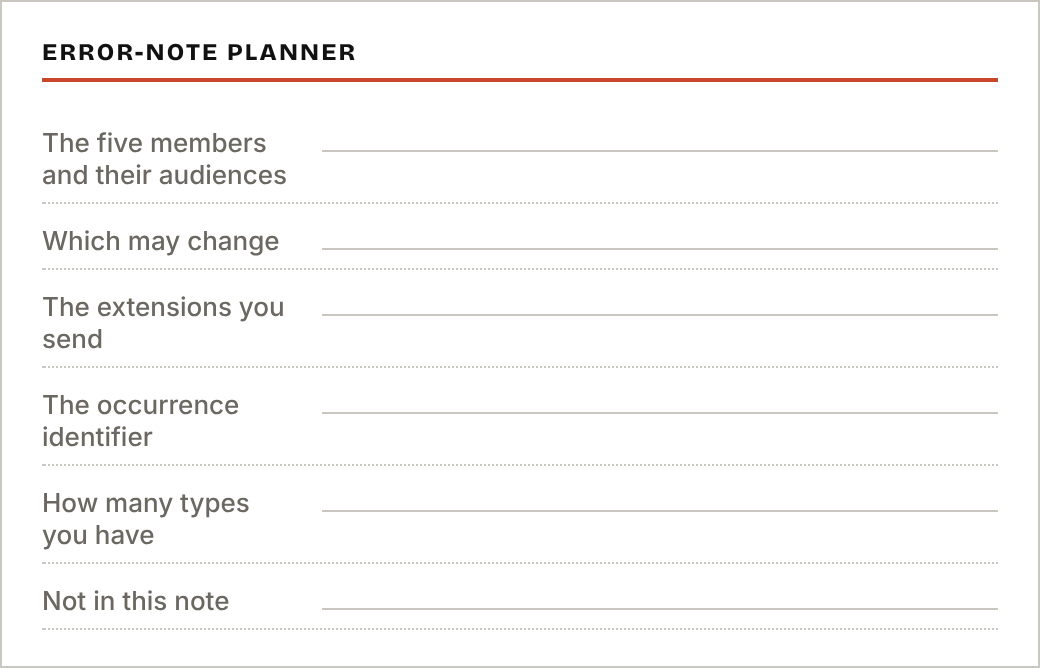 ERROR-NOTE PLANNER
The five members
and their audiences
Which may change
The extensions you
send
The occurrence
identifier
How many types
you have
Not in this note